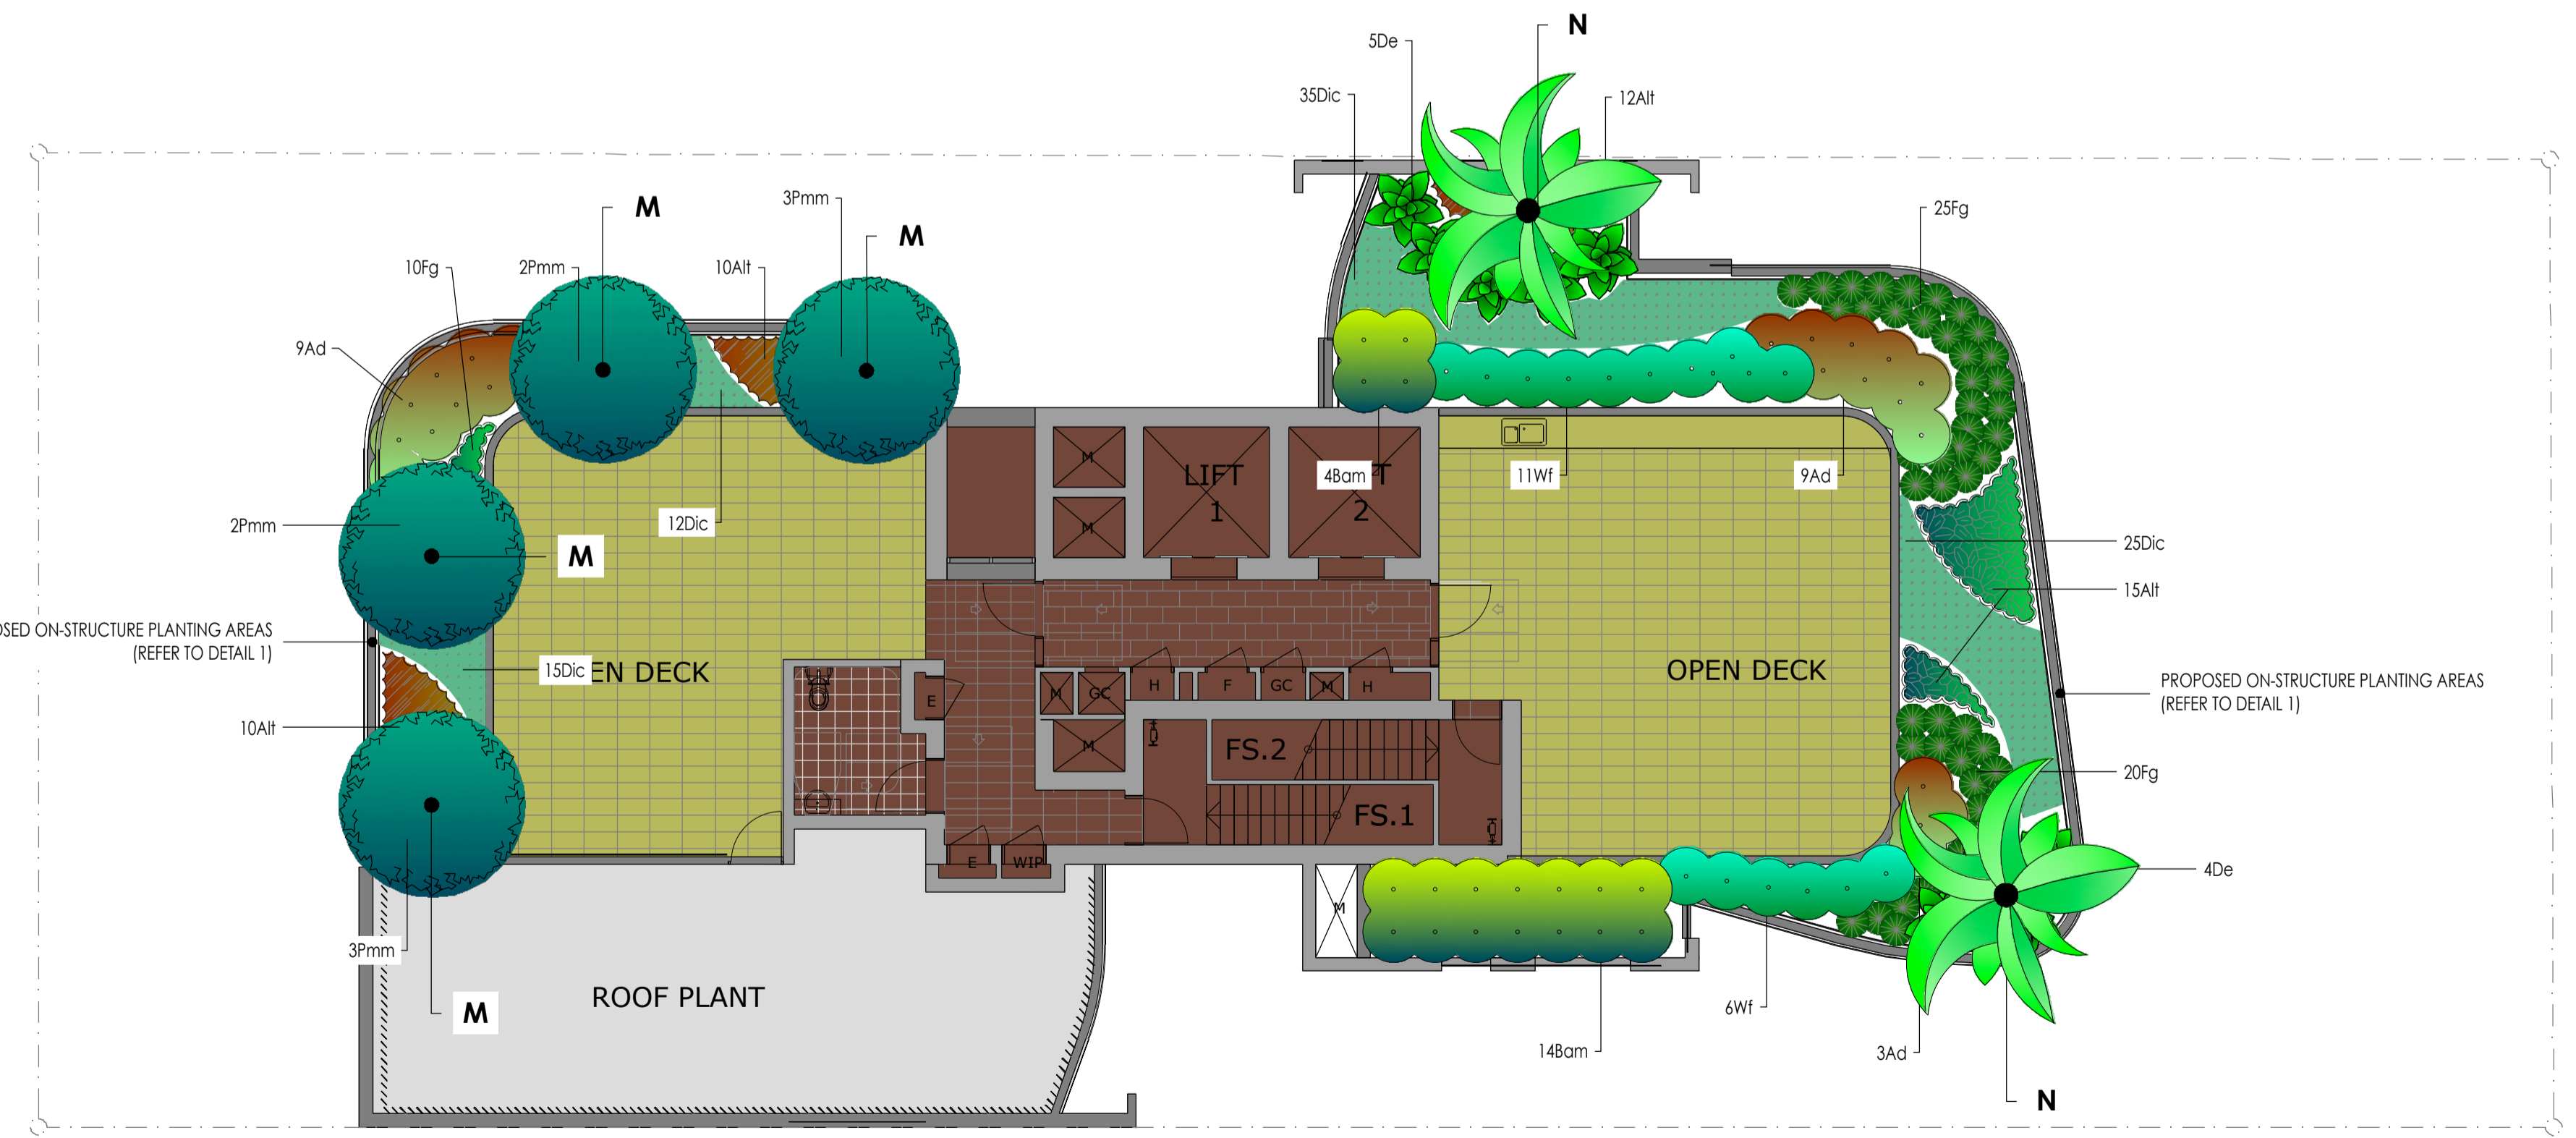 N
5De
35Dic
12Alt
M
3Pmm
M
25Fg
10Fg
2Pmm
10Alt
9Ad
M
LIFT
1
4Bam
T
2
11Wf
9Ad
12Dic
M
2Pmm
M
25Dic
15Alt
OSED ON-STRUCTURE PLANTING AREAS
(REFER TO DETAIL 1)
15Dic
EN DECK
OPEN DECK
PROPOSED ON-STRUCTURE PLANTING AREAS
(REFER TO DETAIL 1)
E
M
GC
H
F
GC
M
H
10Alt
M
FS.2
FS.1
20Fg
E
WIP
4De
M
3Pmm
ROOF PLANT
M
14Bam
6Wf
3Ad
N